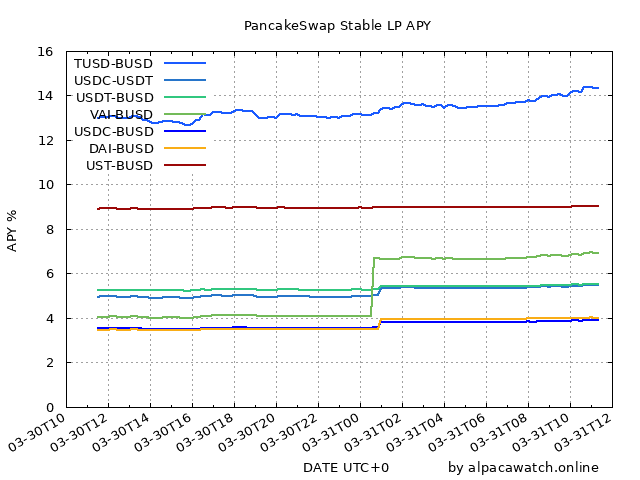 PancakeSwap Stable LP APY
16
14
12
10
8
6
4
2
0
APY %
TUSD-BUSD
USDC-USDT
USDT-BUSD
VAI-BUSD
USDC-BUSD
DAI-BUSD
UST-BUSD
03-30T10
03-30T12
03-30T14
03-30T16
03-30T18
03-30T20
03-30T22
03-31T00
03-31T02
03-31T04
03-31T06
03-31T08
03-31T10
03-31T12
DATE UTC+0
by alpacawatch.online